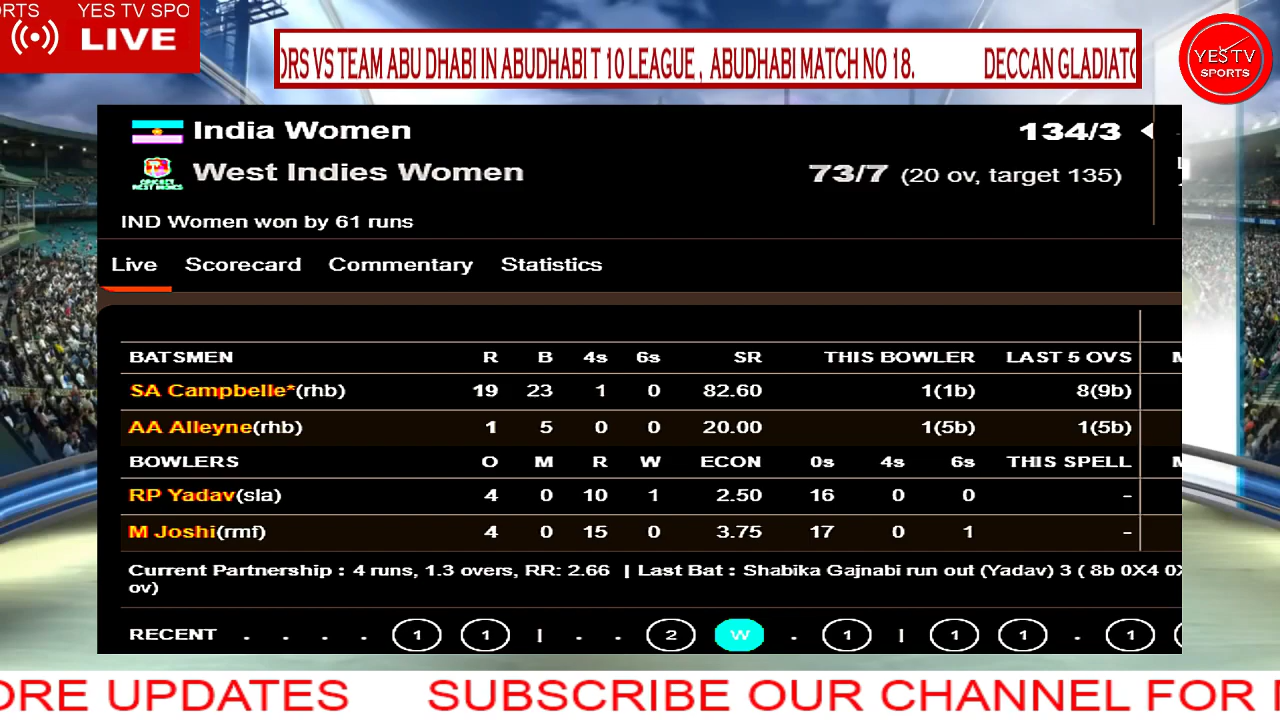 ORTS YES TV SPO
LIVE
ORS VS TEAM ABU DHABI IN ABUDHABI T 10 LEAGUE , ABUDHABI MATCH NO 18. DECCAN GLADIATO
YES TV
SPORTS
India Women 134/3
West Indies Women 73/7 (20 ov, target 135)
IND Women won by 61 runs
Live Scorecard Commentary Statistics
BATSMEN R B 4s 6s SR THIS BOWLER LAST 5 OVS M
SA Campbelle*(rhb) 19 23 1 0 82.60 1(1b) 8(9b)
AA Alleyne(rhb) 1 5 0 0 20.00 1(5b) 1(5b)
BOWLERS O M R W ECON 0s 4s 6s THIS SPELL M
RP Yadav(sla) 4 0 10 1 2.50 16 0 0 -
M Joshi(rmf) 4 0 15 0 3.75 17 0 1 -
Current Partnership : 4 runs, 1.3 overs, RR: 2.66 | Last Bat : Shabika Gajnabi run out (Yadav) 3 ( 8b 0X4 0X
ov)
RECENT . . . . 1 1 | . . 2 W . 1 | 1 1 . 1
ORE UPDATES SUBSCRIBE OUR CHANNEL FOR